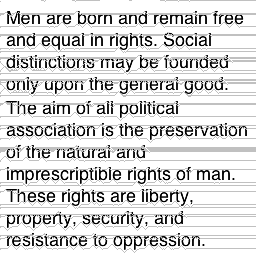 Men are born and remain free
and equal in rights. Social
distinctions may be founded
only upon the general good.
The aim of all political
association is the preservation
of the natural and
imprescriptible rights of man.
These rights are liberty,
property, security, and
resistance to oppression.